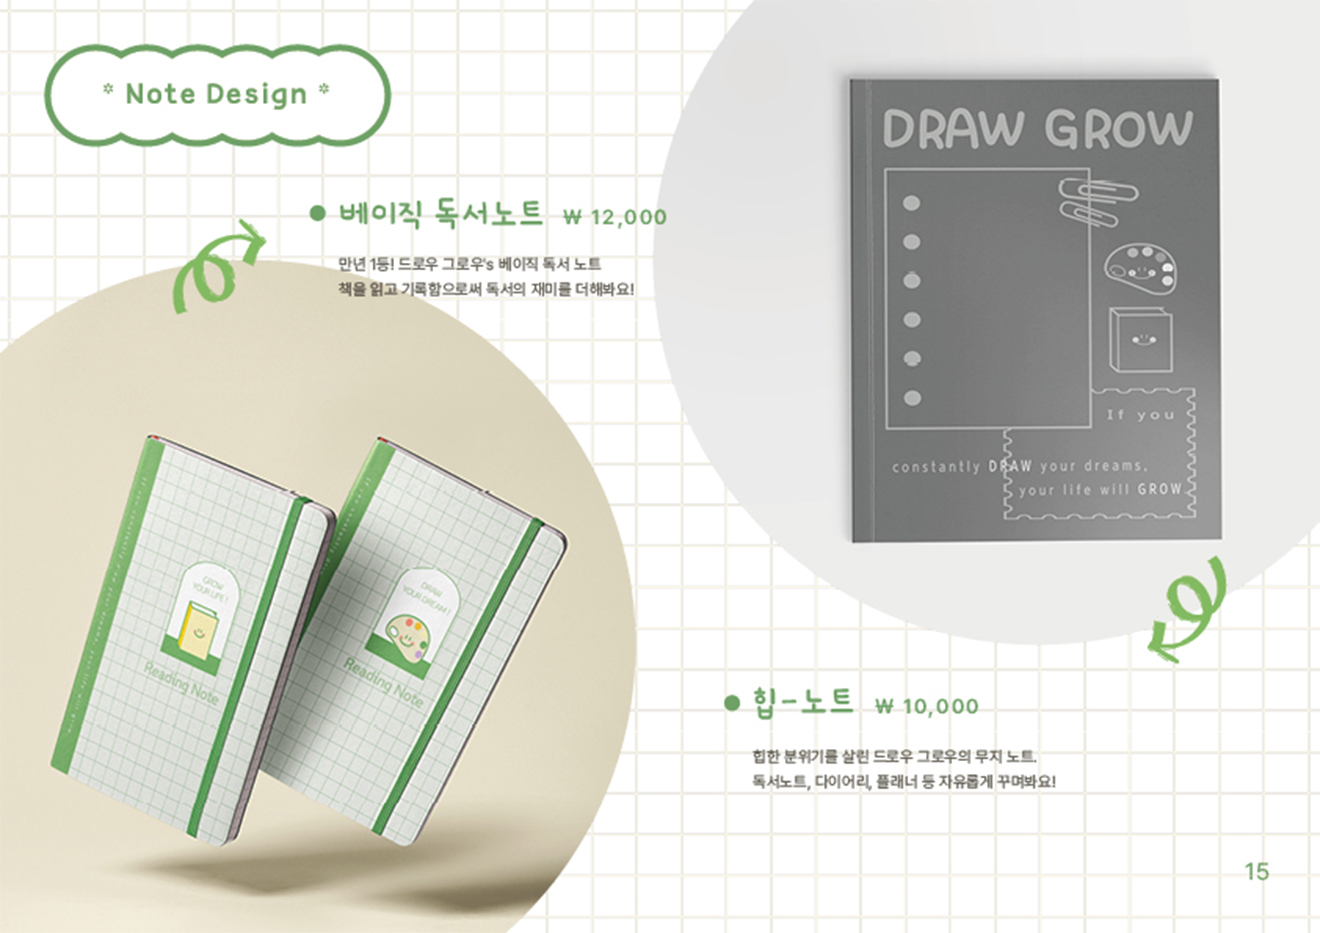 * Note Design *
베이직 독서노트 ₩ 12,000
만년 1등! 드로우 그로우's 베이직 독서 노트
책을 읽고 기록함으로써 독서의 재미를 더해봐요!
DRAW GROW
If you
constantly DRAW your dreams,
your life will GROW
GROW
YOUR LIFE!
Reading Note
DRAW
YOUR DREAM!
Reading Note
힙-노트 ₩ 10,000
힙한 분위기를 살린 드로우 그로우의 무지 노트.
독서노트, 다이어리, 플래너 등 자유롭게 꾸며봐요!
15